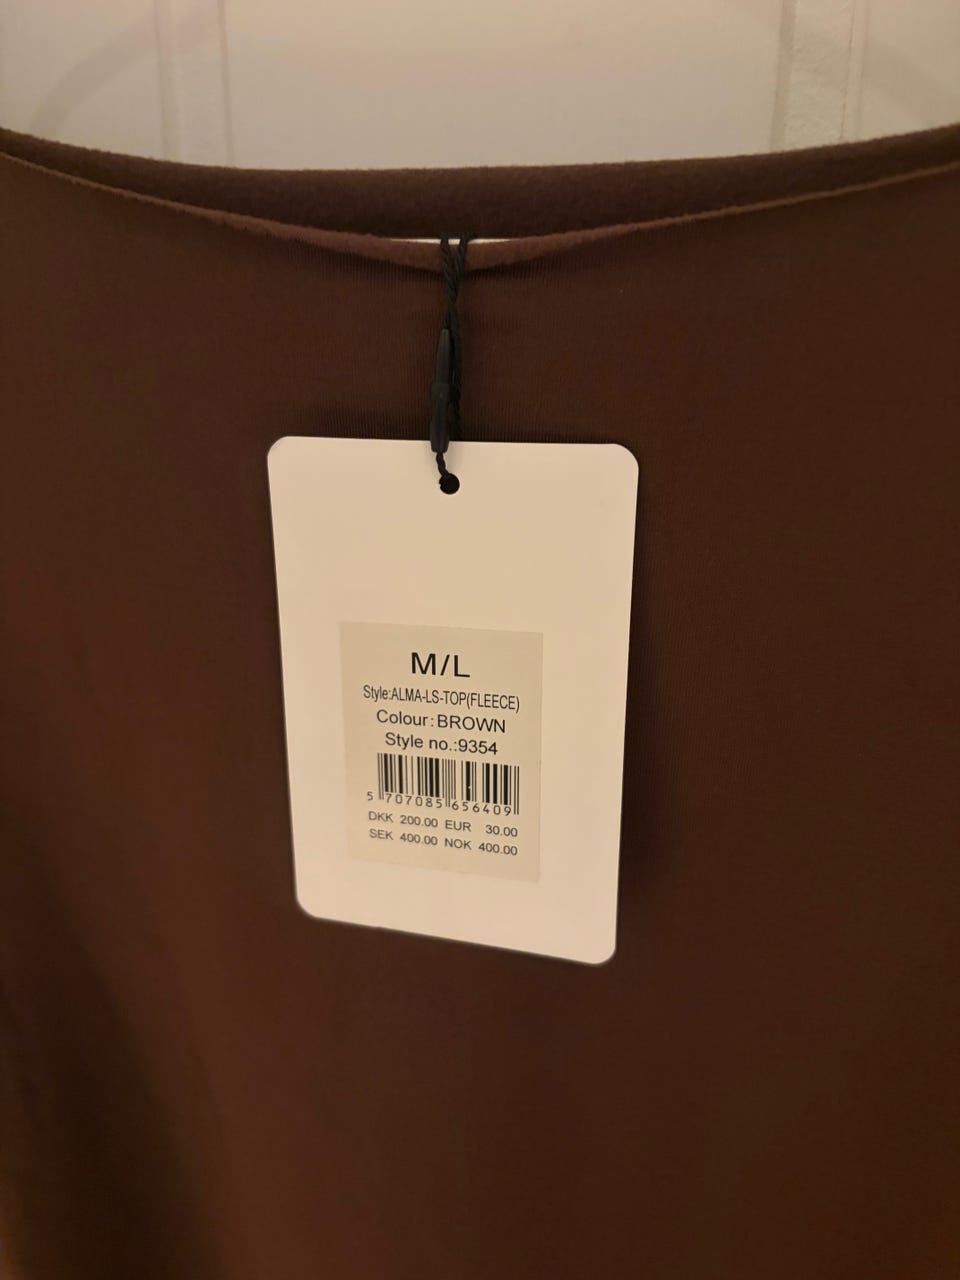 M/L
Style:ALMA-LS-TOP(FLEECE)
Colour:BROWN
Style no.:9354
5 707085 656409
DKK 200.00 EUR 30.00
SEK 400.00 NOK 400.00